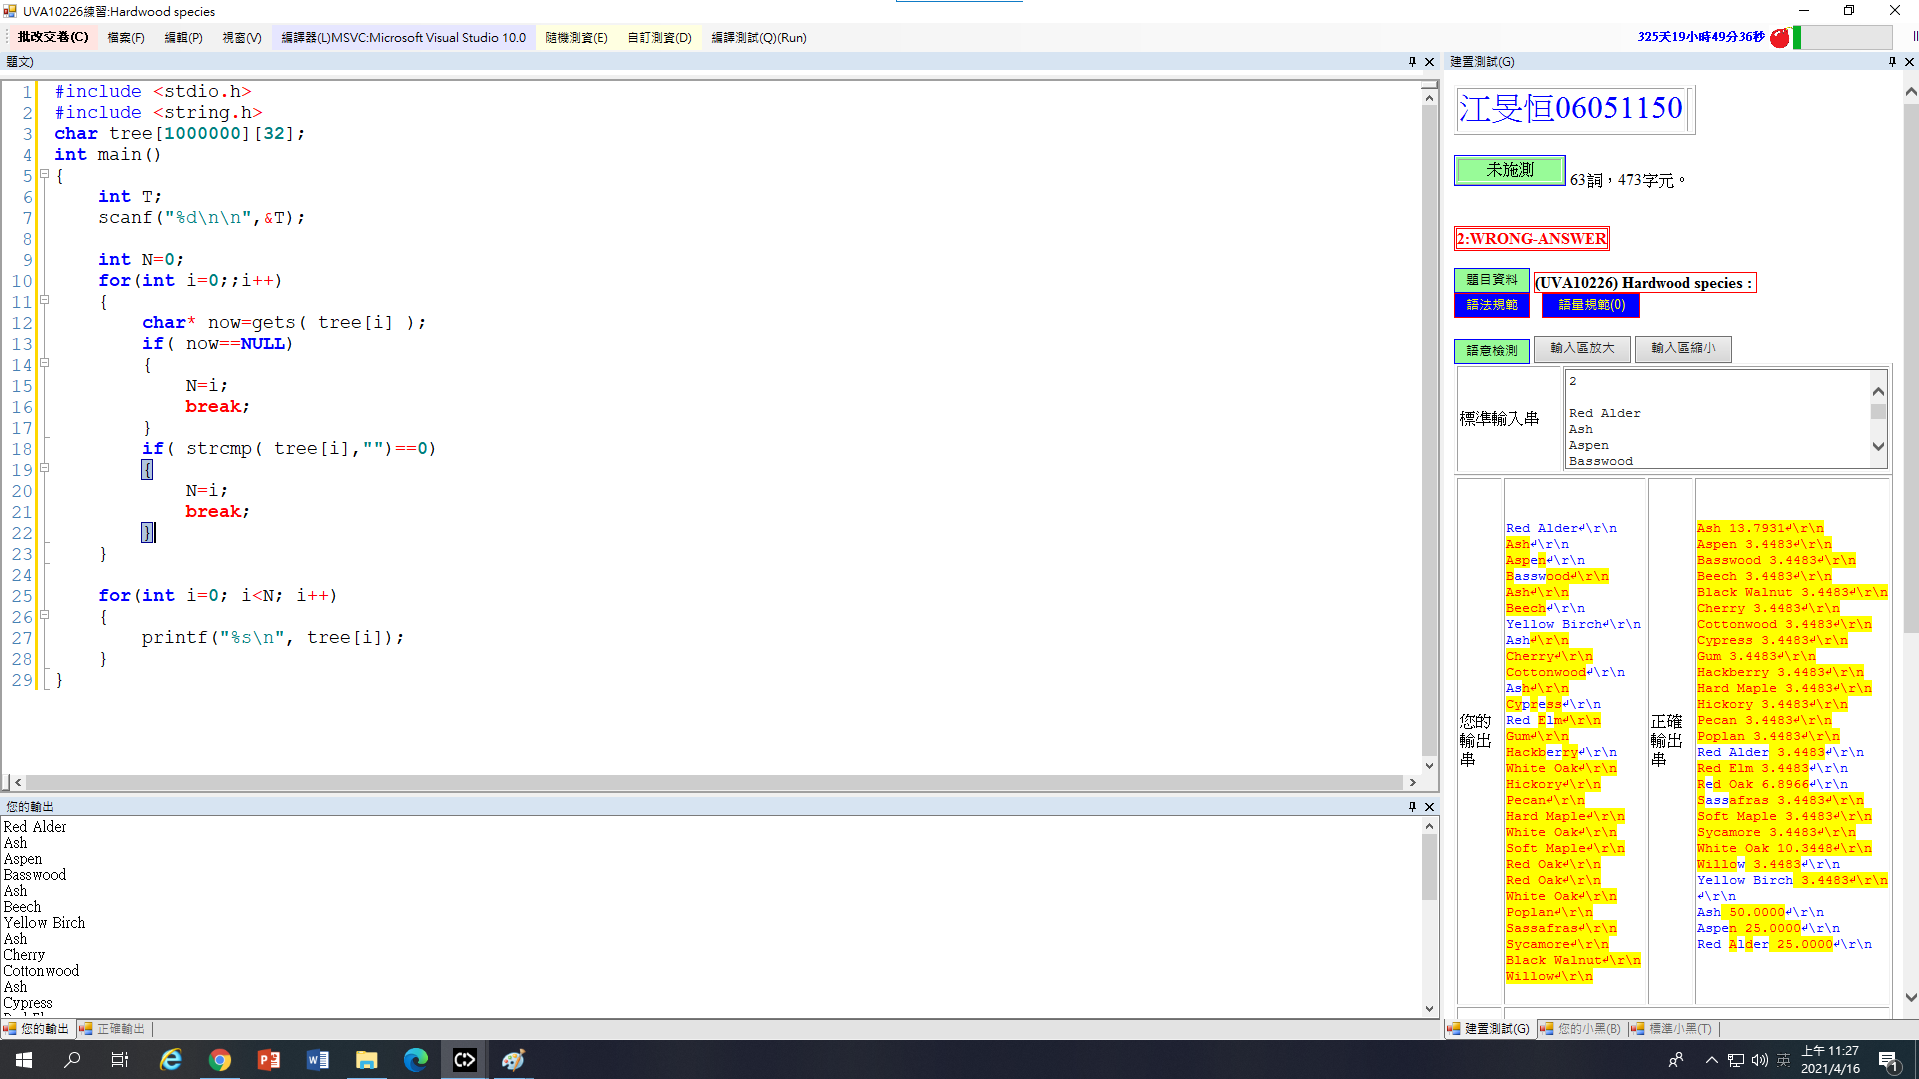 UVA10226練習:Hardwood species
批改交卷(C) 檔案(F) 編輯(P) 視窗(V) 編譯器(L)MSVC:Microsoft Visual Studio 10.0 隨機測資(E) 自訂測資(D) 編譯測試(Q)(Run)
325天19小時49分36秒
題文)
1 #include <stdio.h>
2 #include <string.h>
3 char tree[1000000][32];
4 int main()
5 {
6 int T;
7 scanf("%d\n\n",&T);
8
9 int N=0;
10 for(int i=0;;i++)
11 {
12 char* now=gets( tree[i] );
13 if( now==NULL)
14 {
15 N=i;
16 break;
17 }
18 if( strcmp( tree[i],"")==0)
19 {
20 N=i;
21 break;
22 }
23 }
24
25 for(int i=0; i<N; i++)
26 {
27 printf("%s\n", tree[i]);
28 }
29 }
您的輸出
Red Alder
Ash
Aspen
Basswood
Ash
Beech
Yellow Birch
Ash
Cherry
Cottonwood
Ash
Cypress
您的輸出 正確輸出
建置測試(G)
江旻恒06051150
未施測 63詞，473字元。
2:WRONG-ANSWER
題目資料 (UVA10226) Hardwood species :
語法規範 語量規範(0)
語意檢測 輸入區放大 輸入區縮小
標準輸入串
2
Red Alder
Ash
Aspen
Basswood
您的輸出串
Red Alder↲\r\n
Ash↲\r\n
Aspen↲\r\n
Basswood↲\r\n
Ash↲\r\n
Beech↲\r\n
Yellow Birch↲\r\n
Ash↲\r\n
Cherry↲\r\n
Cottonwood↲\r\n
Ash↲\r\n
Cypress↲\r\n
Red Elm↲\r\n
Gum↲\r\n
Hackberry↲\r\n
White Oak↲\r\n
Hickory↲\r\n
Pecan↲\r\n
Hard Maple↲\r\n
White Oak↲\r\n
Soft Maple↲\r\n
Red Oak↲\r\n
Red Oak↲\r\n
White Oak↲\r\n
Poplan↲\r\n
Sassafras↲\r\n
Sycamore↲\r\n
Black Walnut↲\r\n
Willow↲\r\n
正確輸出串
Ash 13.7931↲\r\n
Aspen 3.4483↲\r\n
Basswood 3.4483↲\r\n
Beech 3.4483↲\r\n
Black Walnut 3.4483↲\r\n
Cherry 3.4483↲\r\n
Cottonwood 3.4483↲\r\n
Cypress 3.4483↲\r\n
Gum 3.4483↲\r\n
Hackberry 3.4483↲\r\n
Hard Maple 3.4483↲\r\n
Hickory 3.4483↲\r\n
Pecan 3.4483↲\r\n
Poplan 3.4483↲\r\n
Red Alder 3.4483↲\r\n
Red Elm 3.4483↲\r\n
Red Oak 6.8966↲\r\n
Sassafras 3.4483↲\r\n
Soft Maple 3.4483↲\r\n
Sycamore 3.4483↲\r\n
White Oak 10.3448↲\r\n
Willow 3.4483↲\r\n
Yellow Birch 3.4483↲\r\n
↲\r\n
Ash 50.0000↲\r\n
Aspen 25.0000↲\r\n
Red Alder 25.0000↲\r\n
建置測試(G) 您的小黑(B) 標準小黑(T)
英
上午 11:27
2021/4/16
1